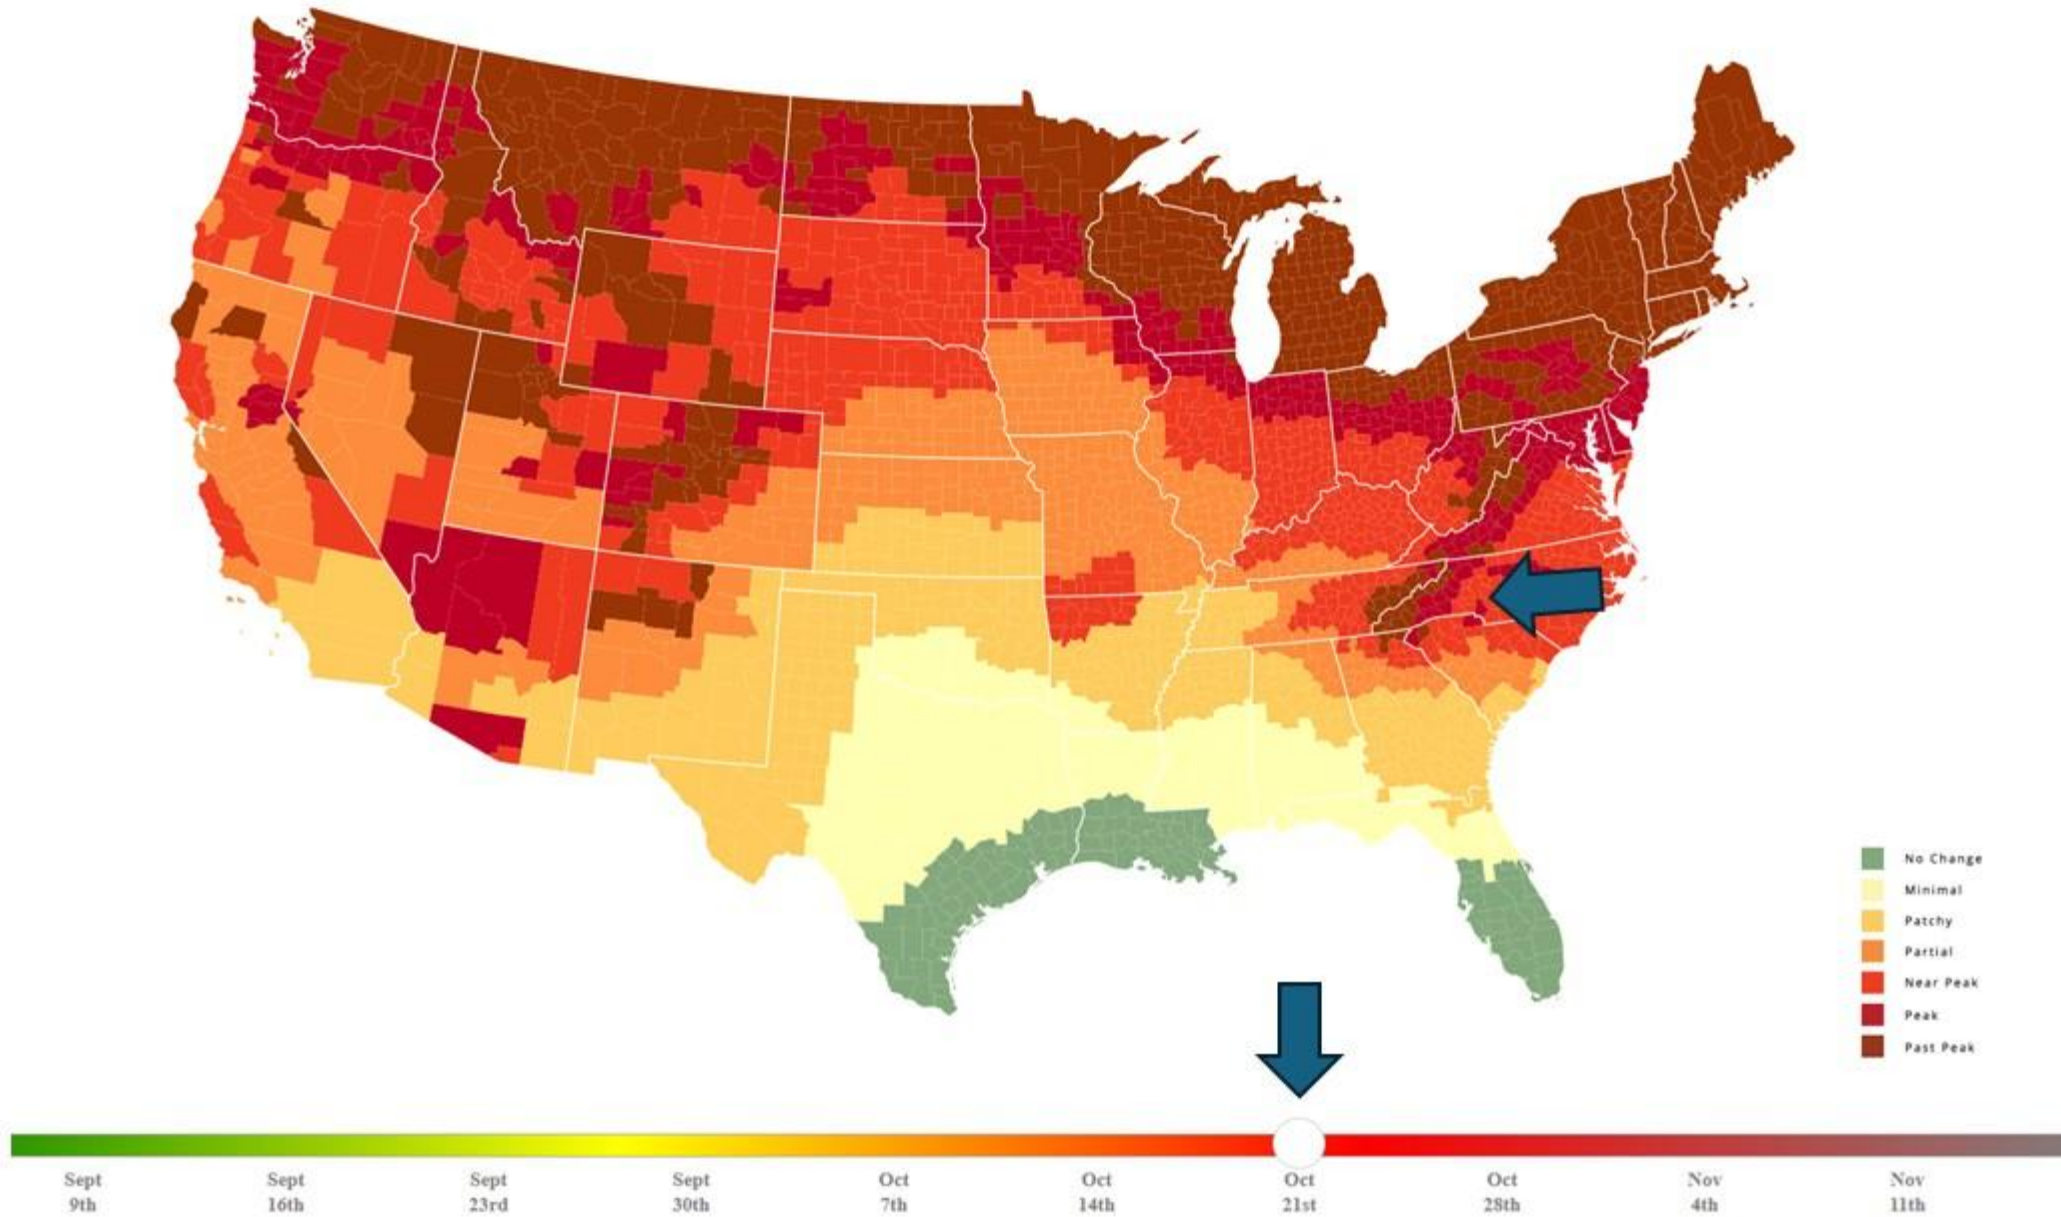 No Change
Minimal
Patchy
Partial
Near Peak
Peak
Past Peak
Sept Sept Sept Sept Oct Oct Oct Oct Nov Nov
9th 16th 23rd 30th 7th 14th 21st 28th 4th 11th